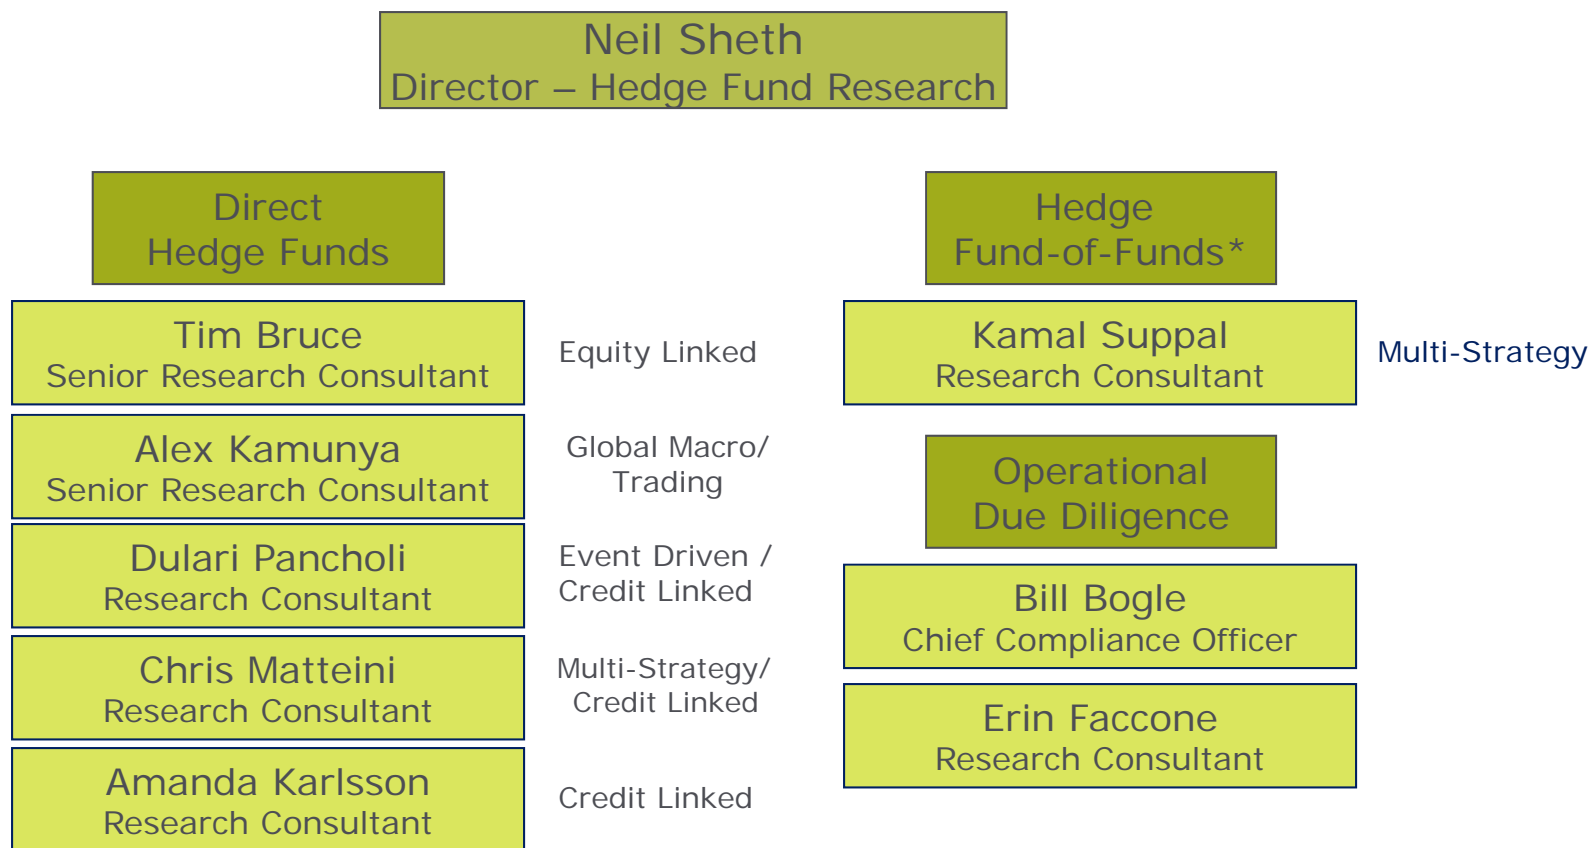 Neil Sheth
Director – Hedge Fund Research
Direct
Hedge Funds
Tim Bruce
Senior Research Consultant
Equity Linked
Alex Kamunya
Senior Research Consultant
Global Macro/
Trading
Dulari Pancholi
Research Consultant
Event Driven /
Credit Linked
Chris Matteini
Research Consultant
Multi-Strategy/
Credit Linked
Amanda Karlsson
Research Consultant
Credit Linked
Hedge
Fund-of-Funds*
Kamal Suppal
Research Consultant
Multi-Strategy
Operational
Due Diligence
Bill Bogle
Chief Compliance Officer
Erin Faccone
Research Consultant